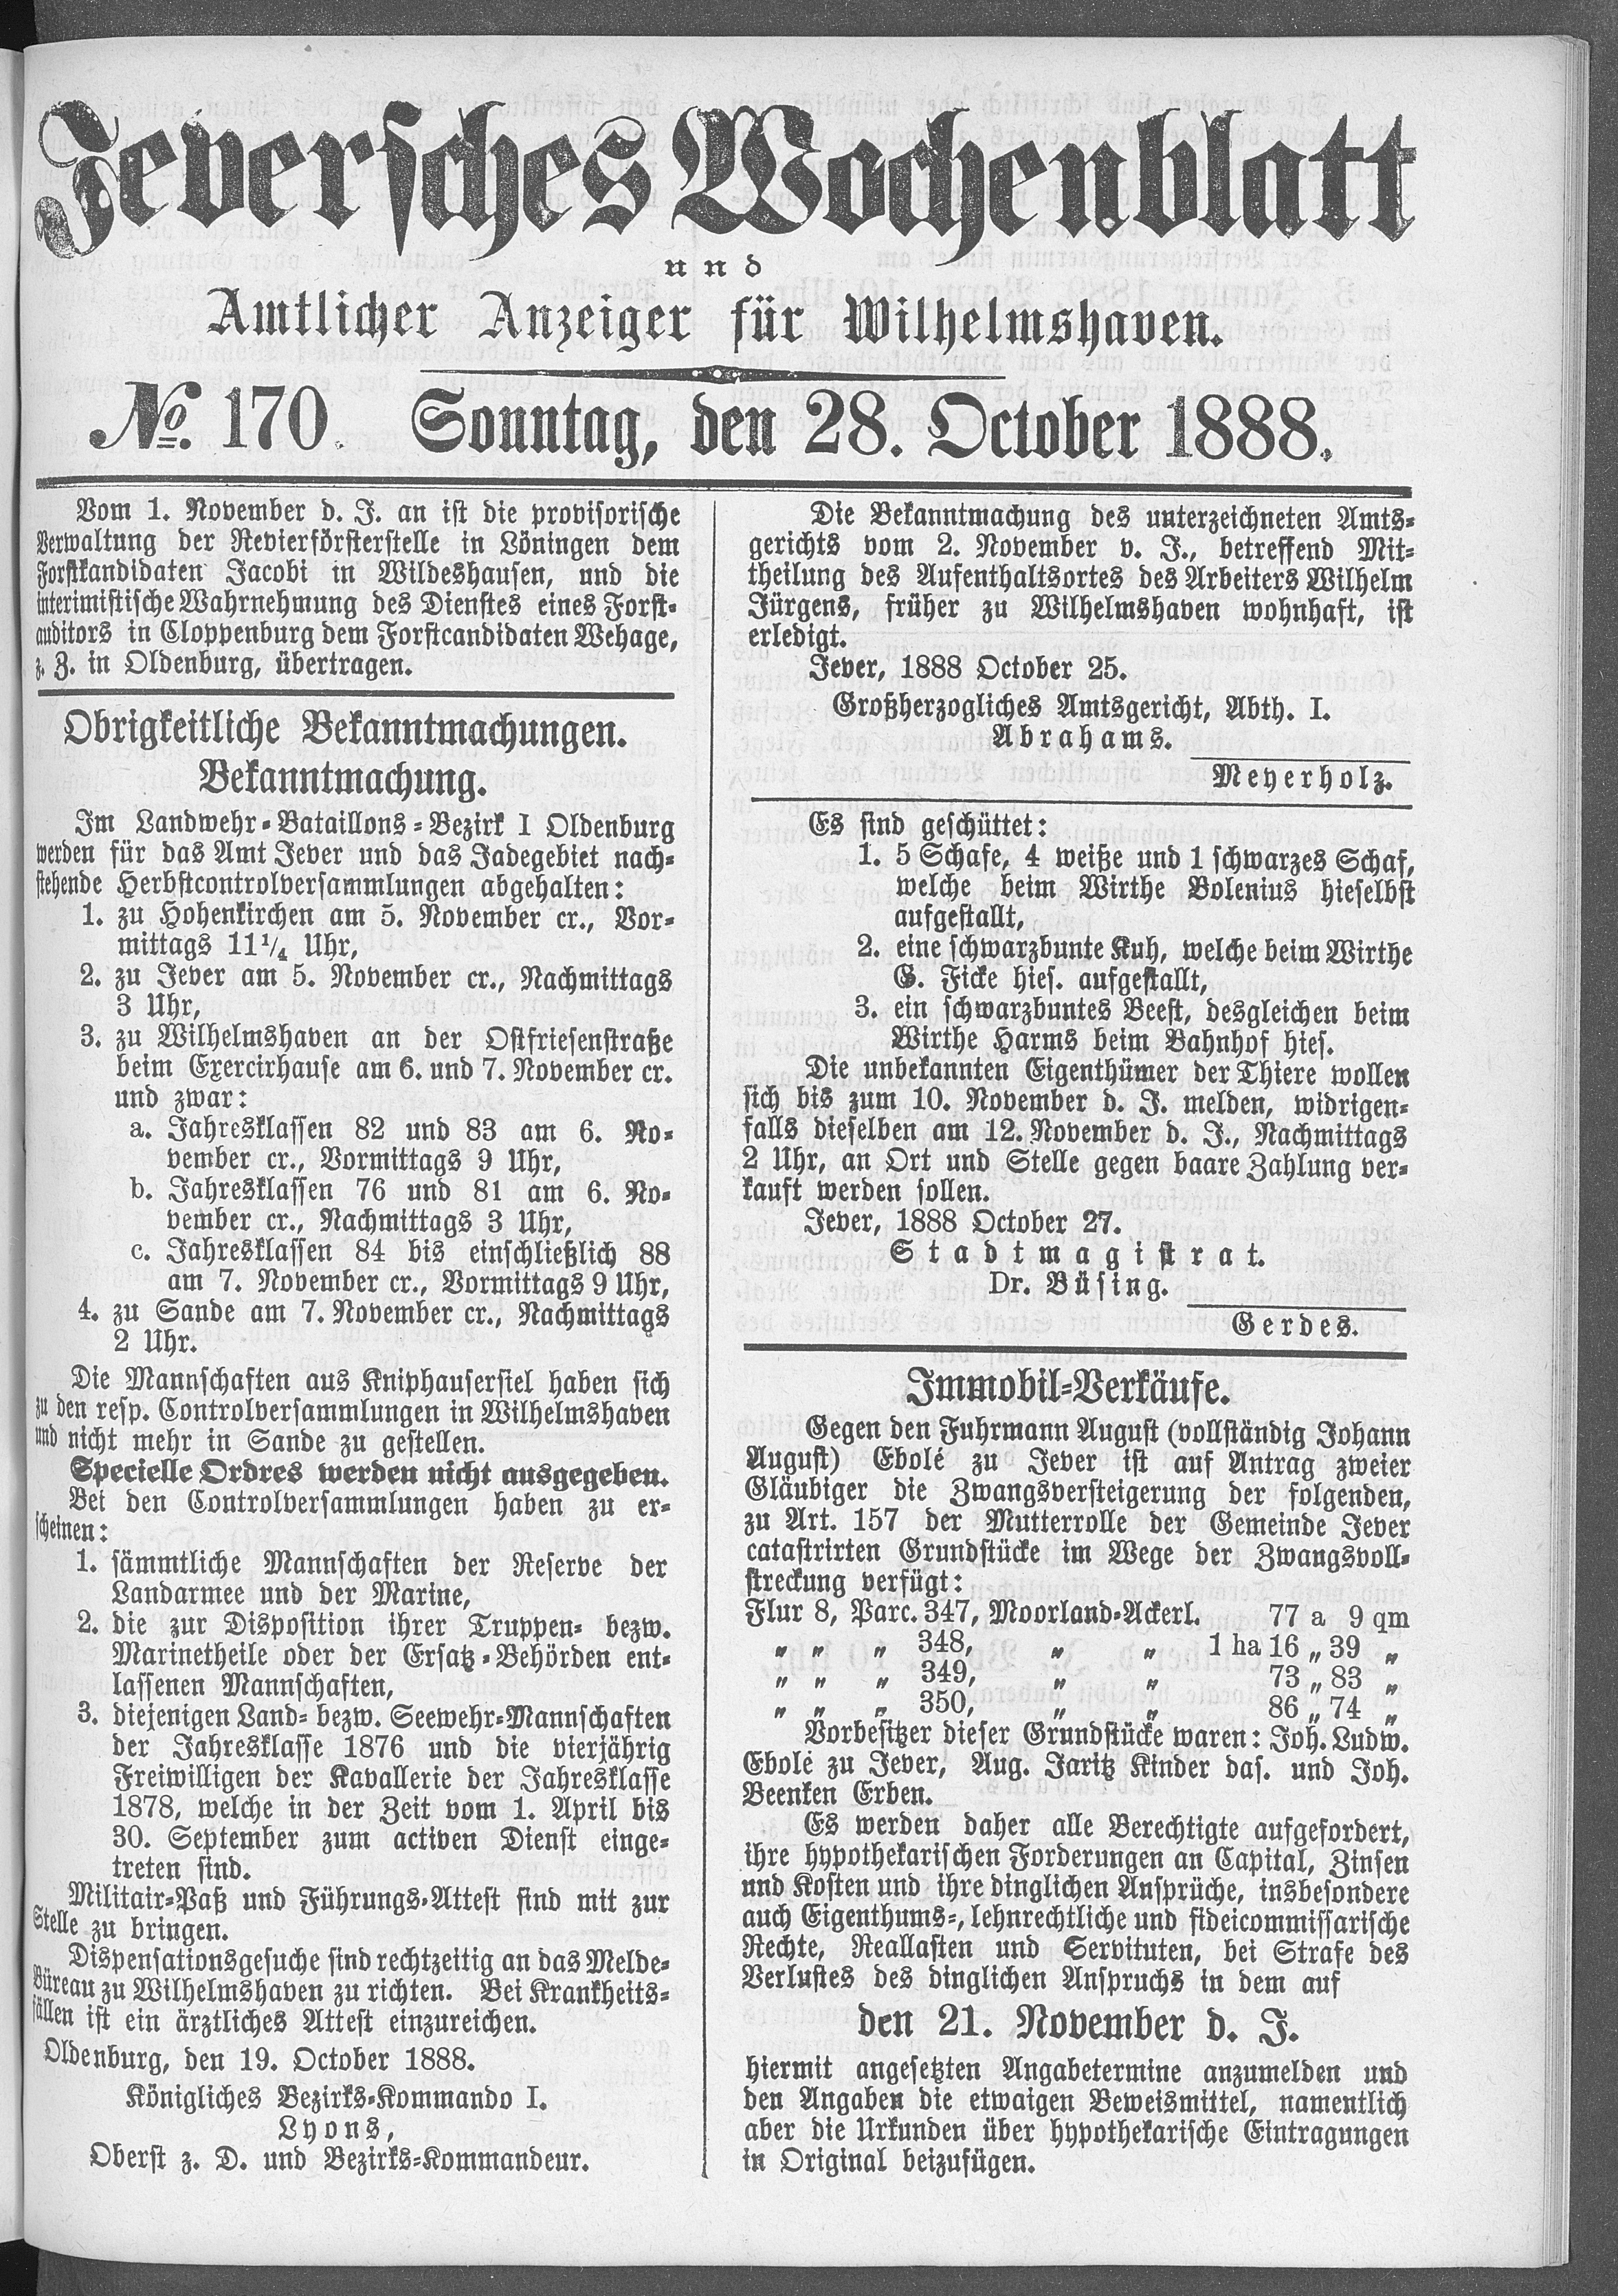 Jeversches Wochenblatt
und
Amtlicher Anzeiger für Wilhelmshaven.
No. 170. Sonntag, den 28. October 1888.
Vom 1. November d. J. an ist die provisorische
Verwaltung der Revierförsterstelle in Löningen dem
Forstkandidaten Jacobi in Wildeshausen, und die
interimistische Wahrnehmung des Dienstes eines Forst-
auditors in Cloppenburg dem Forstcandidaten Wehage,
z. Z. in Oldenburg, übertragen.
Obrigkeitliche Bekanntmachungen.
Bekanntmachung.
Im Landwehr-Bataillons-Bezirk I Oldenburg
werden für das Amt Jever und das Jadegebiet nach-
stehende Herbstcontrolversammlungen abgehalten:
1. zu Hohenkirchen am 5. November cr., Vor-
mittags 11¼ Uhr,
2. zu Jever am 5. November cr., Nachmittags
3 Uhr,
3. zu Wilhelmshaven an der Ostfriesenstraße
beim Exercirhause am 6. und 7. November cr.
und zwar:
a. Jahresklassen 82 und 83 am 6. No-
vember cr., Vormittags 9 Uhr,
b. Jahresklassen 76 und 81 am 6. No-
vember cr., Nachmittags 3 Uhr,
c. Jahresklassen 84 bis einschließlich 88
am 7. November cr., Vormittags 9 Uhr,
4. zu Sande am 7. November cr., Nachmittags
2 Uhr.
Die Mannschaften aus Kniphausersiel haben sich
zu den resp. Controlversammlungen in Wilhelmshaven
und nicht mehr in Sande zu gestellen.
Specielle Ordres werden nicht ausgegeben.
Bei den Controlversammlungen haben zu er-
scheinen:
1. sämmtliche Mannschaften der Reserve der
Landarmee und der Marine,
2. die zur Disposition ihrer Truppen- bezw.
Marinetheile oder der Ersatz-Behörden ent-
lassenen Mannschaften,
3. diejenigen Land- bezw. Seewehr-Mannschaften
der Jahresklasse 1876 und die vierjährig
Freiwilligen der Kavallerie der Jahresklasse
1878, welche in der Zeit vom 1. April bis
30. September zum activen Dienst einge-
treten sind.
Militair-Paß und Führungs-Attest sind mit zur
Stelle zu bringen.
Dispensationsgesuche sind rechtzeitig an das Melde-
Büreau zu Wilhelmshaven zu richten. Bei Krankheits-
fällen ist ein ärztliches Attest einzureichen.
Oldenburg, den 19. October 1888.
Königliches Bezirks-Kommando I.
Lyons,
Oberst z. D. und Bezirks-Kommandeur.
Die Bekanntmachung des unterzeichneten Amts-
gerichts vom 2. November v. J., betreffend Mit-
theilung des Aufenthaltsortes des Arbeiters Wilhelm
Jürgens, früher zu Wilhelmshaven wohnhaft, ist
erledigt.
Jever, 1888 October 25.
Großherzogliches Amtsgericht, Abth. I.
Abrahams.
Meyerholz.
Es sind geschüttet:
1. 5 Schafe, 4 weiße und 1 schwarzes Schaf,
welche beim Wirthe Bolenius hieselbst
aufgestallt,
2. eine schwarzbunte Kuh, welche beim Wirthe
G. Ficke hies. aufgestallt,
3. ein schwarzbuntes Beest, desgleichen beim
Wirthe Harms beim Bahnhof hies.
Die unbekannten Eigenthümer der Thiere wollen
sich bis zum 10. November d. J. melden, widrigen-
falls dieselben am 12. November d. J., Nachmittags
2 Uhr, an Ort und Stelle gegen baare Zahlung ver-
kauft werden sollen.
Jever, 1888 October 27.
Stadtmagistrat.
Dr. Büsing.
Gerdes.
Immobil-Verkäufe.
Gegen den Fuhrmann August (vollständig Johann
August) Ebolé zu Jever ist auf Antrag zweier
Gläubiger die Zwangsversteigerung der folgenden,
zu Art. 157 der Mutterrolle der Gemeinde Jever
catastrirten Grundstücke im Wege der Zwangsvoll-
streckung verfügt:
Flur 8, Parc. 347, Moorland-Ackerl. 77 a 9 qm
„ „ „ 348, „ „ 1 ha 16 „ 39 „
„ „ „ 349, „ „ 73 „ 83 „
„ „ „ 350, „ „ 86 „ 74 „
Vorbesitzer dieser Grundstücke waren: Joh. Ludw.
Ebolé zu Jever, Aug. Jaritz Kinder das. und Joh.
Beenken Erben.
Es werden daher alle Berechtigte aufgefordert,
ihre hypothekarischen Forderungen an Capital, Zinsen
und Kosten und ihre dinglichen Ansprüche, insbesondere
auch Eigenthums-, lehnrechtliche und fideicommissarische
Rechte, Reallasten und Servituten, bei Strafe des
Verlustes des dinglichen Anspruchs in dem auf
den 21. November d. J.
hiermit angesetzten Angabetermine anzumelden und
den Angaben die etwaigen Beweismittel, namentlich
aber die Urkunden über hypothekarische Eintragungen
in Original beizufügen.